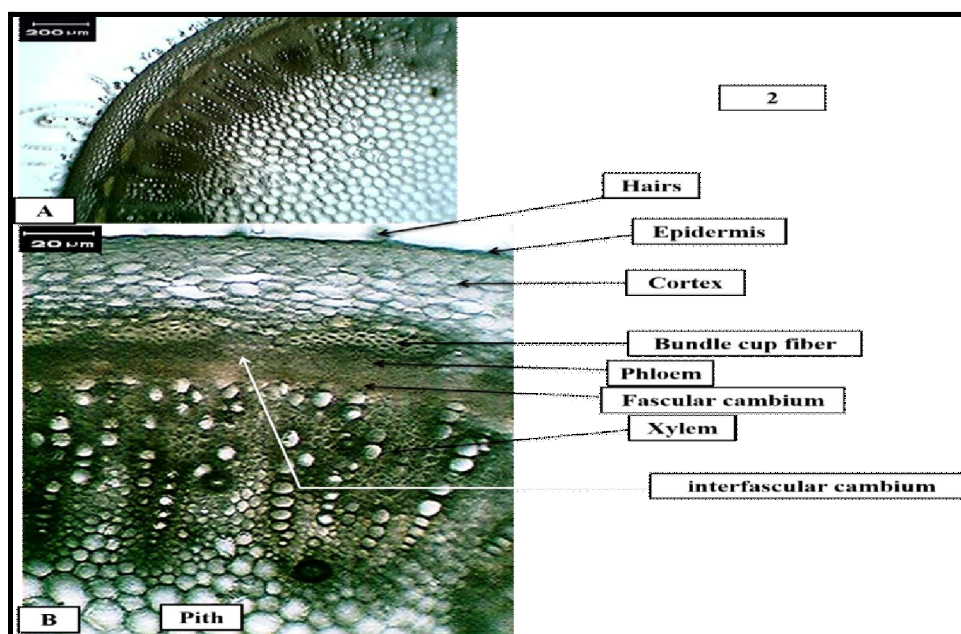 200 µm
2
Hairs
A
20 µm
Epidermis
Cortex
Bundle cup fiber
Phloem
Fascular cambium
Xylem
interfascular cambium
B
Pith